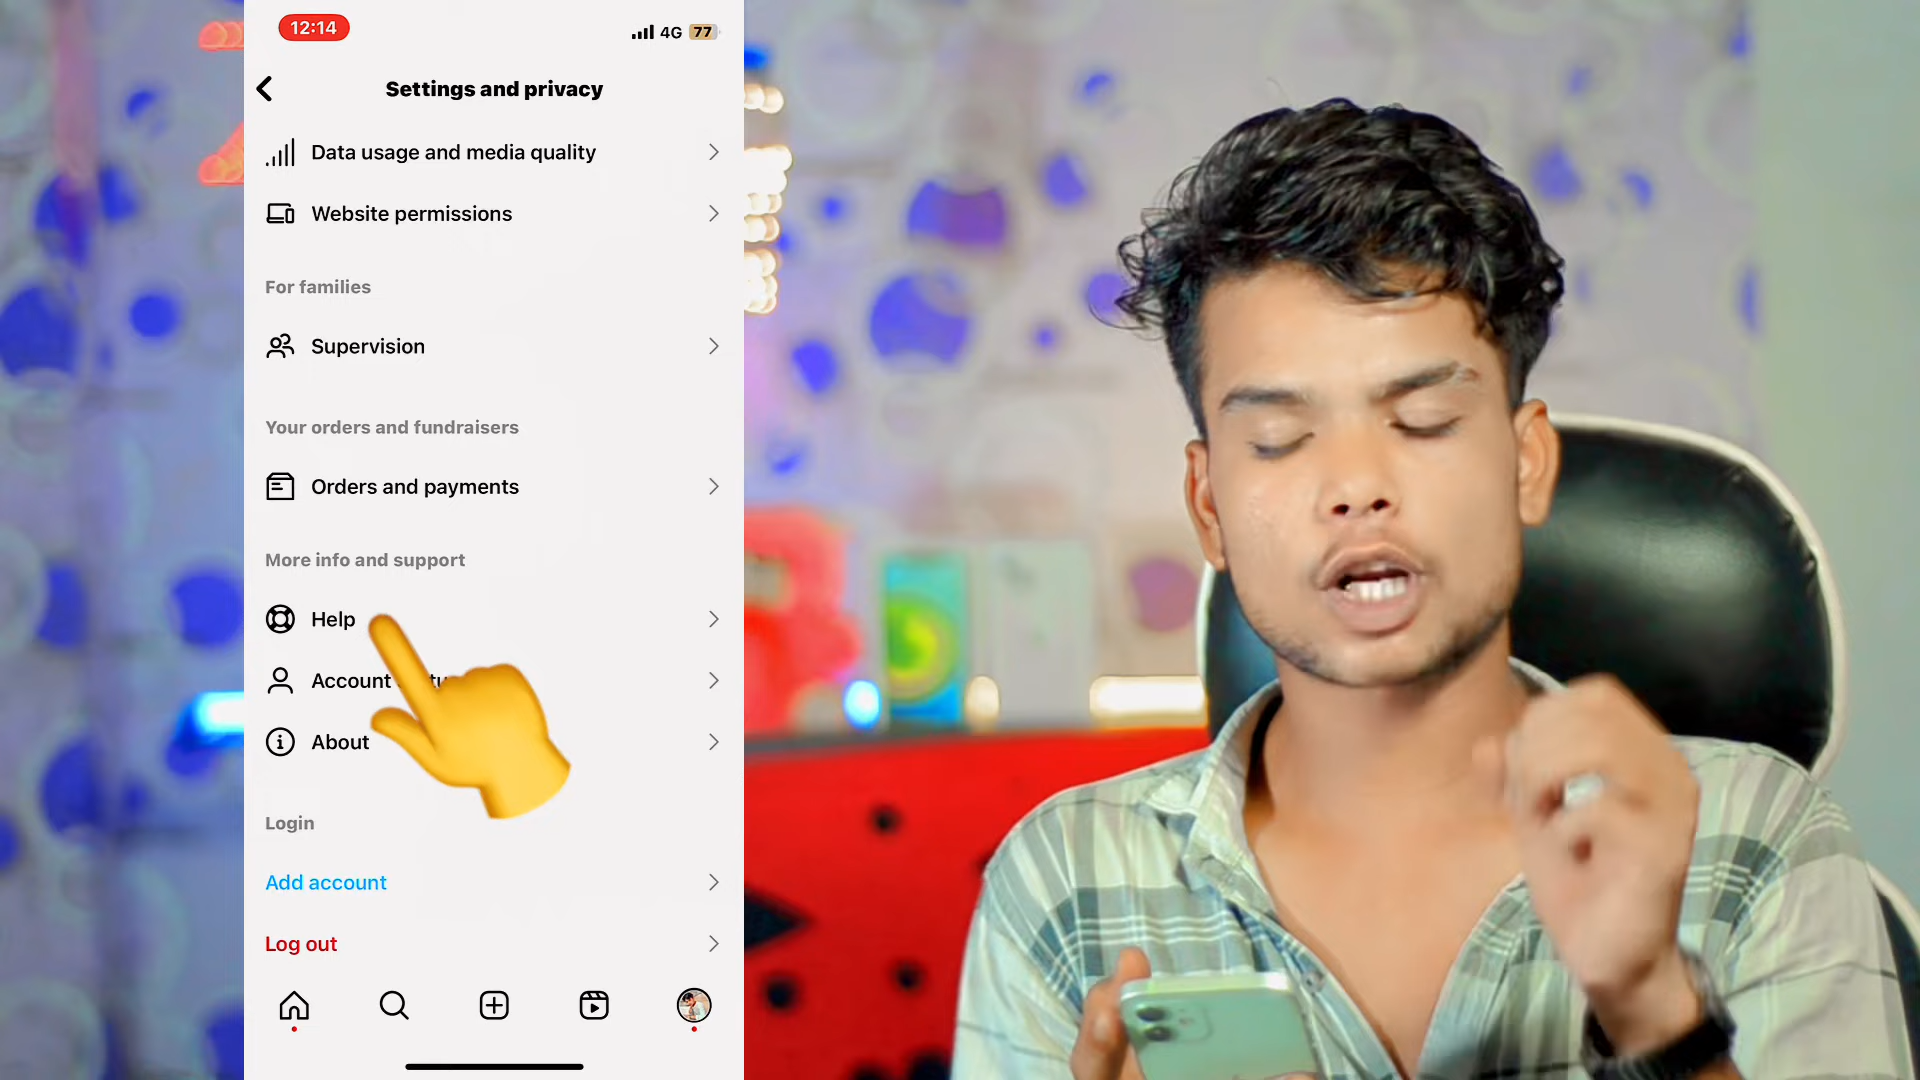 12:14
4G 77
Settings and privacy
Data usage and media quality
Website permissions
For families
Supervision
Your orders and fundraisers
Orders and payments
More info and support
Help
Account
About
Login
Add account
Log out